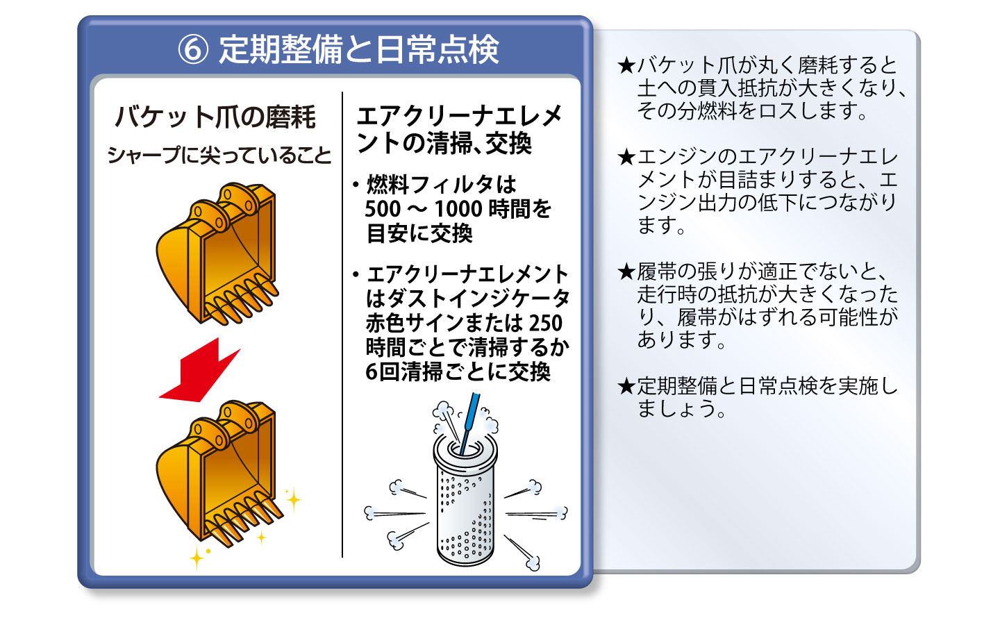 ⑥ 定期整備と日常点検
バケット爪の磨耗
シャープに尖っていること
エアクリーナエレメ
ントの清掃、交換
・燃料フィルタは
500 ～ 1000 時間を
目安に交換
・エアクリーナエレメント
はダストインジケータ
赤色サインまたは 250
時間ごとで清掃するか
6回清掃ごとに交換
★バケット爪が丸く磨耗すると
土への貫入抵抗が大きくなり、
その分燃料をロスします。
★エンジンのエアクリーナエレ
メントが目詰まりすると、エ
ンジン出力の低下につながり
ます。
★履帯の張りが適正でないと、
走行時の抵抗が大きくなった
り、履帯がはずれる可能性が
あります。
★定期整備と日常点検を実施し
ましょう。